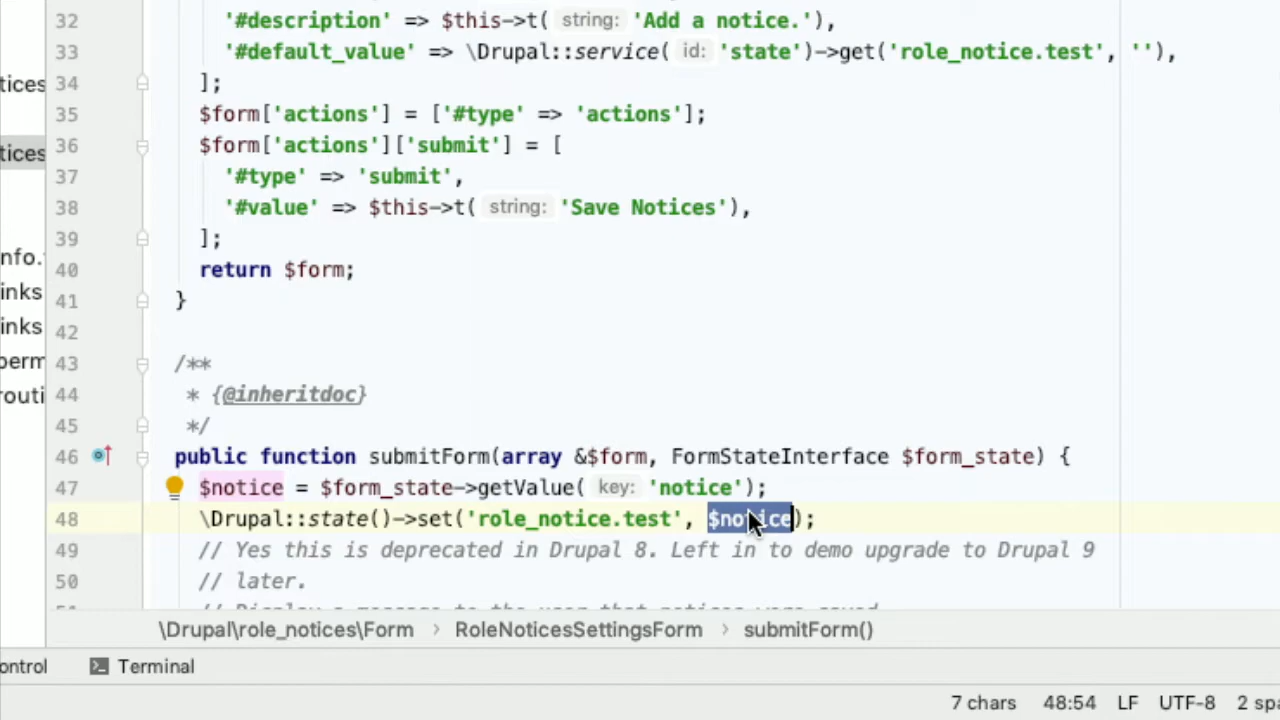 32 '#description' => $this->t( string: 'Add a notice.'),
33 '#default_value' => \Drupal::service( id: 'state')->get('role_notice.test', ''),
tices 34 ];
35 $form['actions'] = ['#type' => 'actions'];
tices 36 $form['actions']['submit'] = [
37 '#type' => 'submit',
38 '#value' => $this->t( string: 'Save Notices'),
nfo. 39 ];
inks 40 return $form;
inks 41 }
42
perm 43 /**
routi 44 * {@inheritdoc}
45 */
46 public function submitForm(array &$form, FormStateInterface $form_state) {
47 $notice = $form_state->getValue( key: 'notice');
48 \Drupal::state()->set('role_notice.test', $notice);
49 // Yes this is deprecated in Drupal 8. Left in to demo upgrade to Drupal 9
50 // later.
\Drupal\role_notices\Form › RoleNoticesSettingsForm › submitForm()
ontrol Terminal
7 chars 48:54 LF UTF-8 2 spa